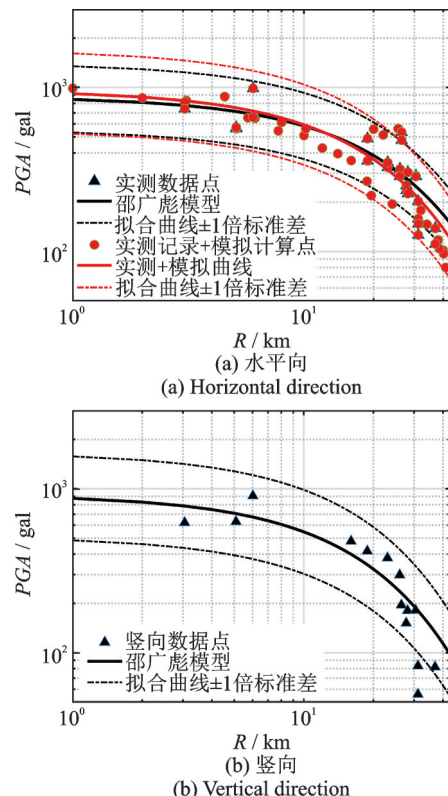 10³
PGA / gal
10²
实测数据点
邵广彪模型
拟合曲线±1倍标准差
实测记录+模拟计算点
实测+模拟曲线
拟合曲线±1倍标准差
10⁰
10¹
R / km
(a) 水平向
(a) Horizontal direction
10³
PGA / gal
10²
竖向数据点
邵广彪模型
拟合曲线±1倍标准差
10⁰
10¹
R / km
(b) 竖向
(b) Vertical direction